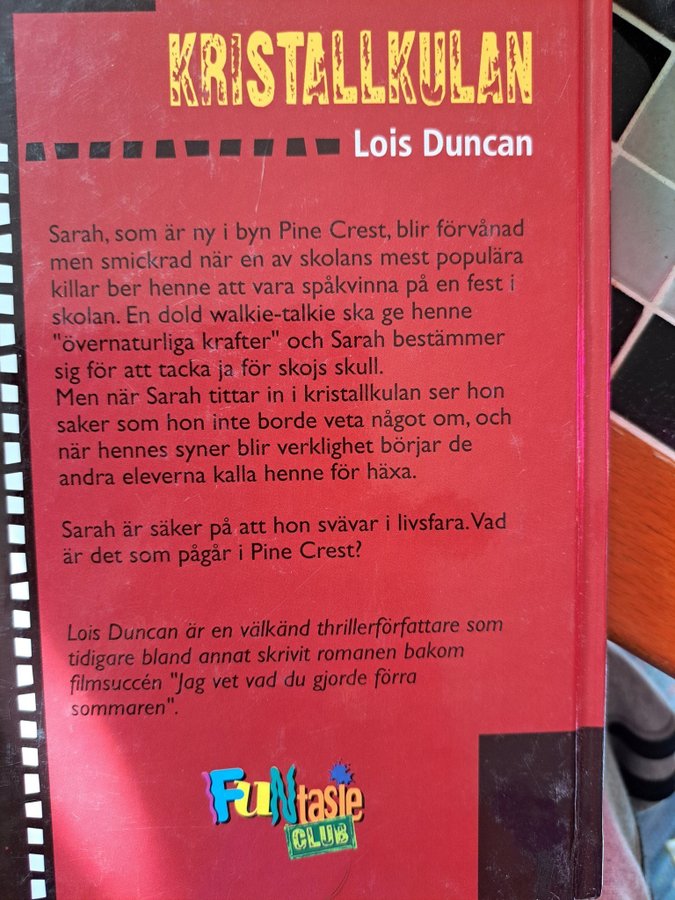 KRISTALLKULAN
Lois Duncan
Sarah, som är ny i byn Pine Crest, blir förvånad
men smickrad när en av skolans mest populära
killar ber henne att vara spåkvinna på en fest i
skolan. En dold walkie-talkie ska ge henne
"övernaturliga krafter" och Sarah bestämmer
sig för att tacka ja för skojs skull.
Men när Sarah tittar in i kristallkulan ser hon
saker som hon inte borde veta något om, och
när hennes syner blir verklighet börjar de
andra eleverna kalla henne för häxa.
Sarah är säker på att hon svävar i livsfara. Vad
är det som pågår i Pine Crest?
Lois Duncan är en välkänd thrillerförfattare som
tidigare bland annat skrivit romanen bakom
filmsuccén "Jag vet vad du gjorde förra
sommaren".
FUNtasie
CLUB